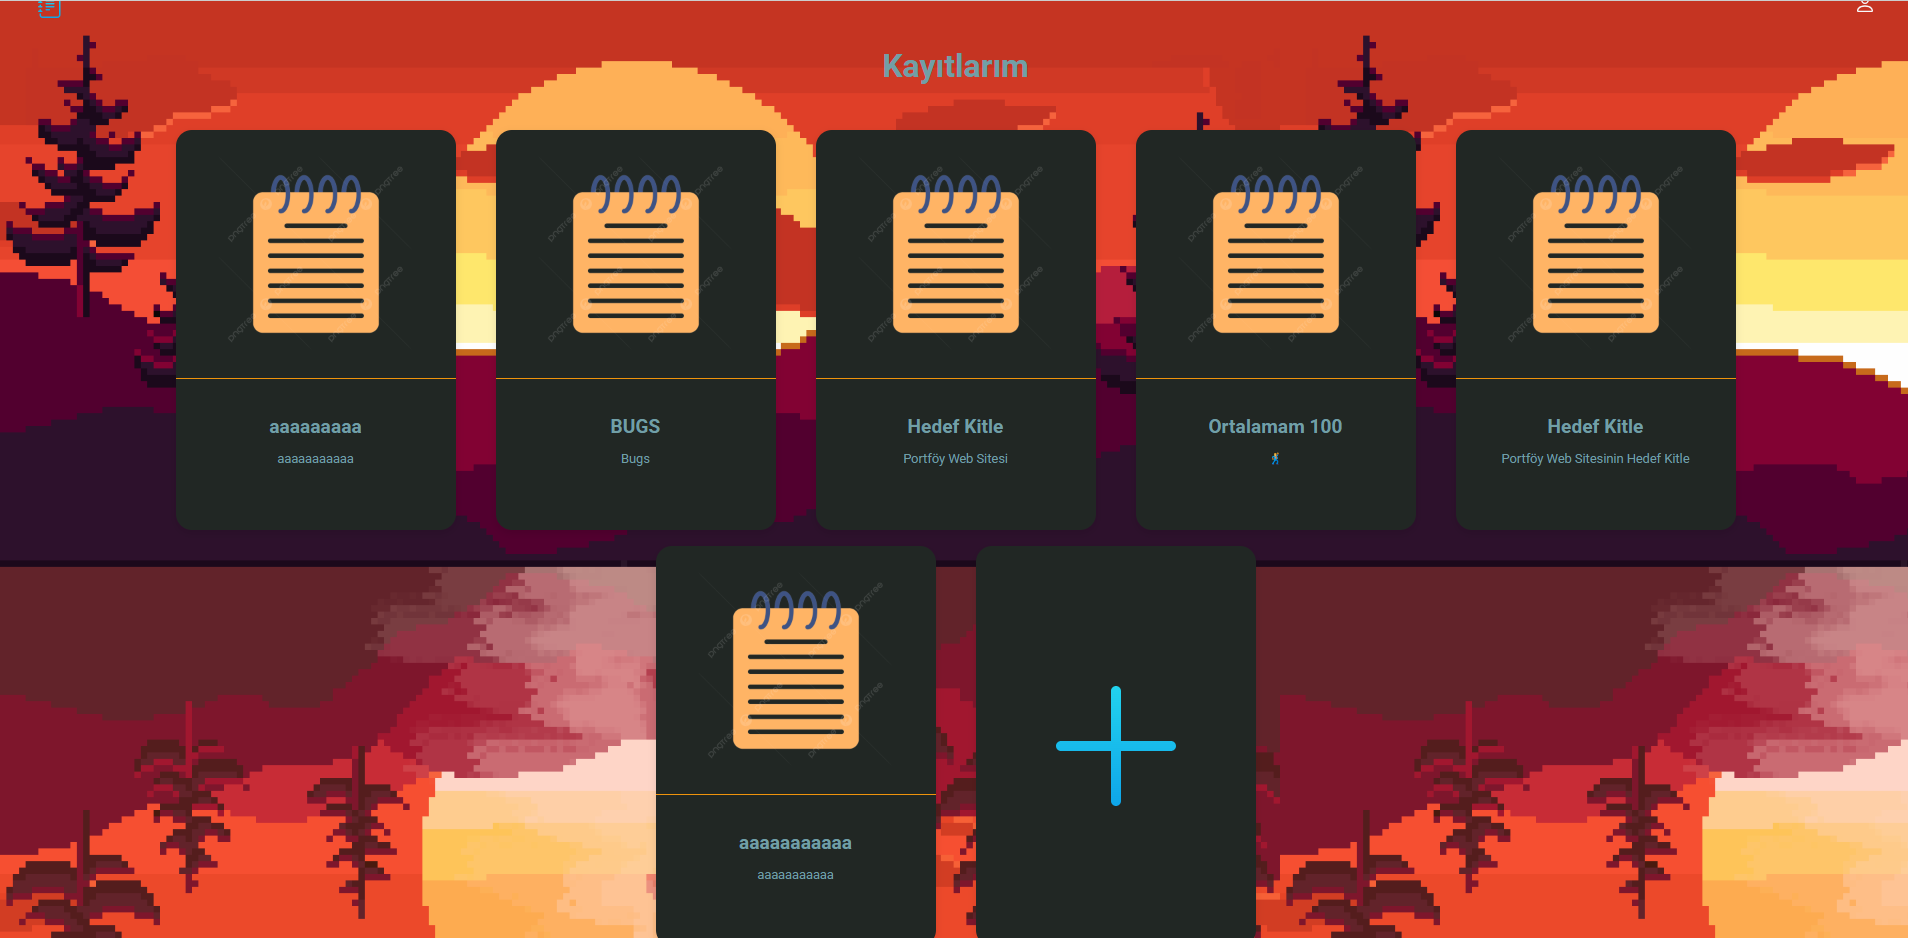 Kayıtlarım
aaaaaaaaa
aaaaaaaaaaa
BUGS
Bugs
Hedef Kitle
Portföy Web Sitesi
Ortalamam 100
Hedef Kitle
Portföy Web Sitesinin Hedef Kitle
aaaaaaaaaaa
aaaaaaaaaaa
pngtree